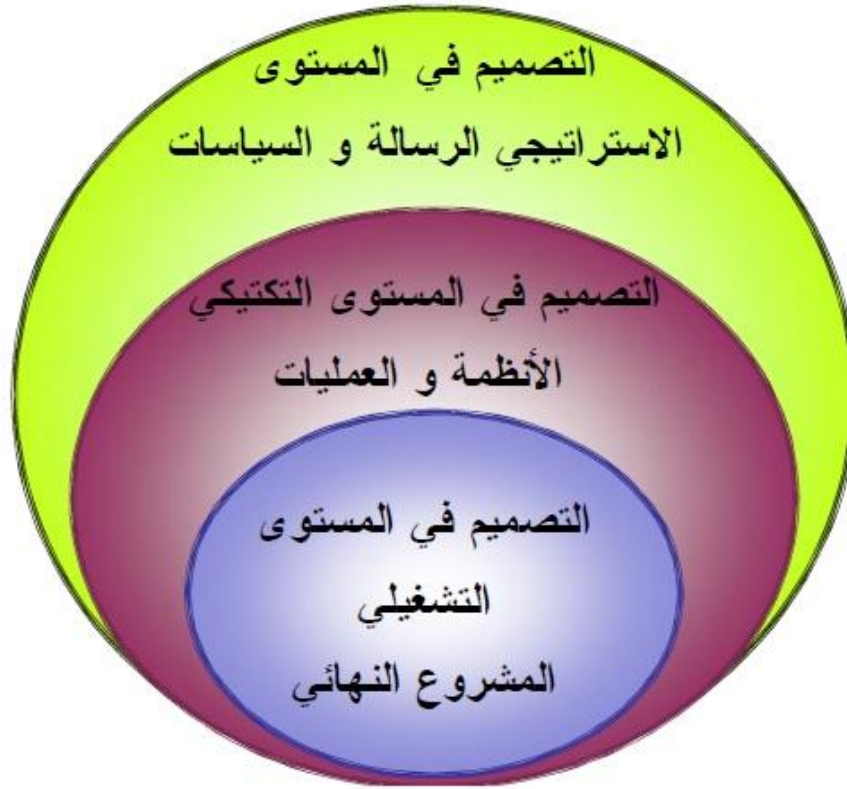 التصميم في المستوى
الاستراتيجي الرسالة و السياسات
التصميم في المستوى التكتيكي
الأنظمة و العمليات
التصميم في المستوى
التشغيلي
المشروع النهائي